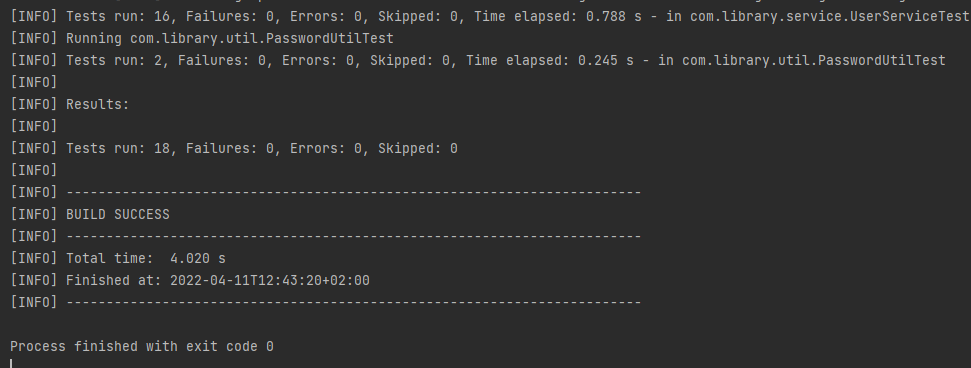 [INFO] Tests run: 16, Failures: 0, Errors: 0, Skipped: 0, Time elapsed: 0.788 s - in com.library.service.UserServiceTest
[INFO] Running com.library.util.PasswordUtilTest
[INFO] Tests run: 2, Failures: 0, Errors: 0, Skipped: 0, Time elapsed: 0.245 s - in com.library.util.PasswordUtilTest
[INFO]
[INFO] Results:
[INFO]
[INFO] Tests run: 18, Failures: 0, Errors: 0, Skipped: 0
[INFO]
[INFO] ------------------------------------------------------------------------
[INFO] BUILD SUCCESS
[INFO] ------------------------------------------------------------------------
[INFO] Total time:  4.020 s
[INFO] Finished at: 2022-04-11T12:43:20+02:00
[INFO] ------------------------------------------------------------------------
Process finished with exit code 0